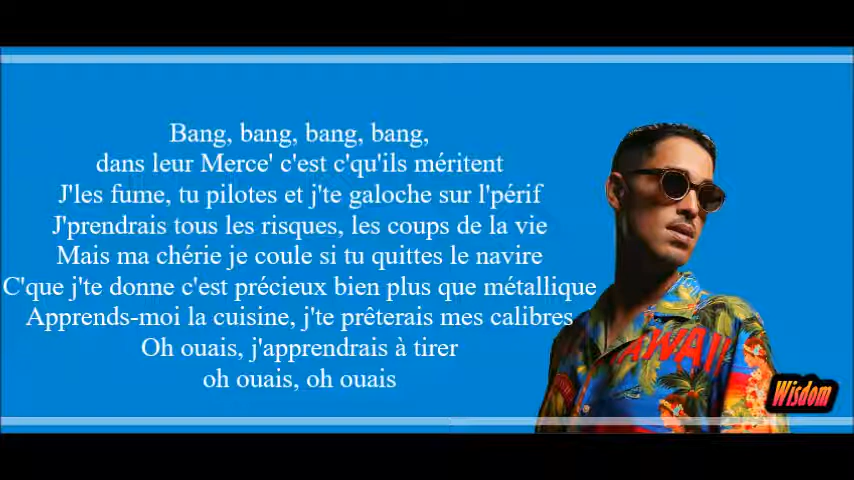 Bang, bang, bang, bang,
dans leur Merce' c'est c'qu'ils méritent
J'les fume, tu pilotes et j'te galoche sur l'périf
J'prendrais tous les risques, les coups de la vie
Mais ma chérie je coule si tu quittes le navire
C'que j'te donne c'est précieux bien plus que métallique
Apprends-moi la cuisine, j'te prêterais mes calibres
Oh ouais, j'apprendrais à tirer
oh ouais, oh ouais
Wisdom